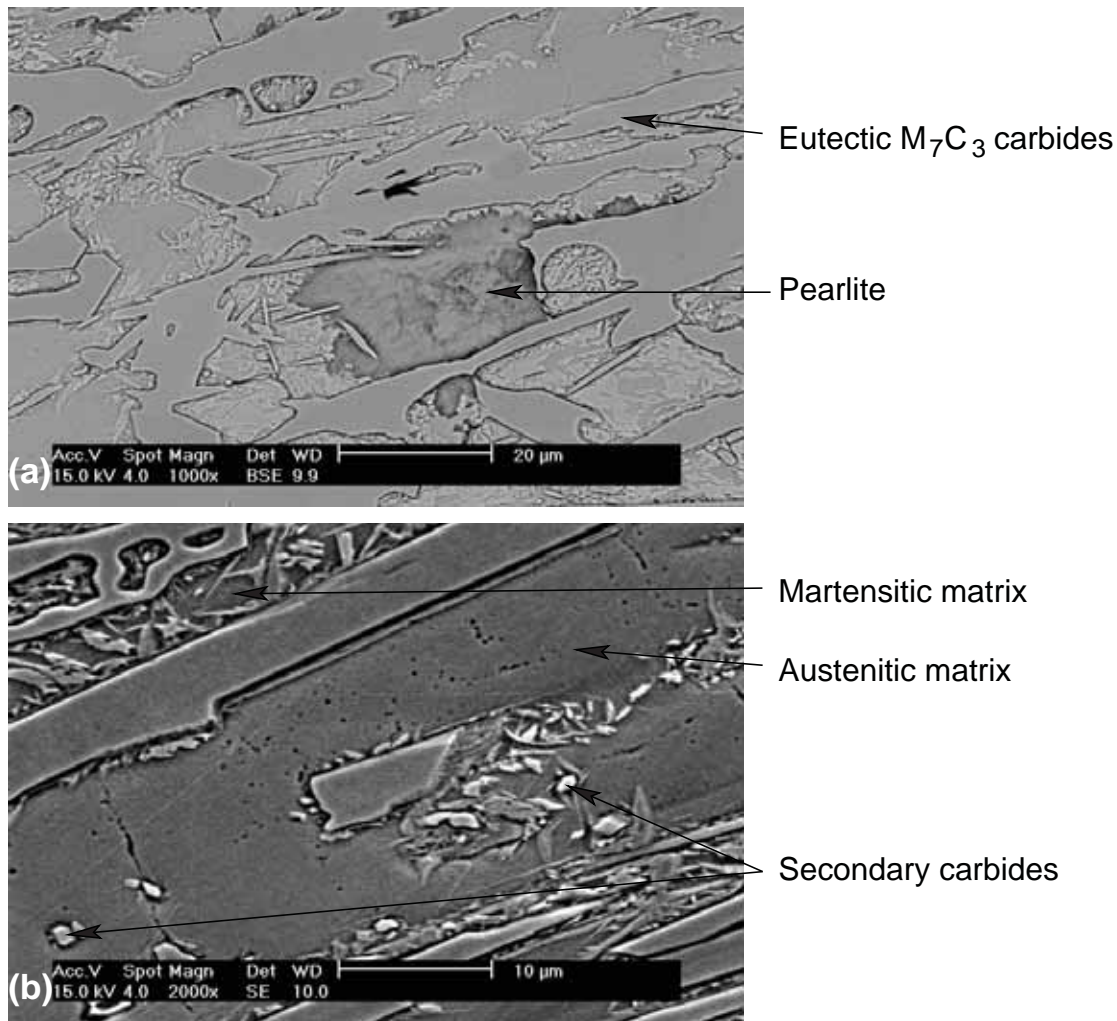 Eutectic M7C3 carbides
Pearlite
Acc.V Spot Magn Det WD 20 µm
15.0 kV 4.0 1000x BSE 9.9
(a)
Martensitic matrix
Austenitic matrix
Secondary carbides
Acc.V Spot Magn Det WD 10 µm
15.0 kV 4.0 2000x SE 10.0
(b)